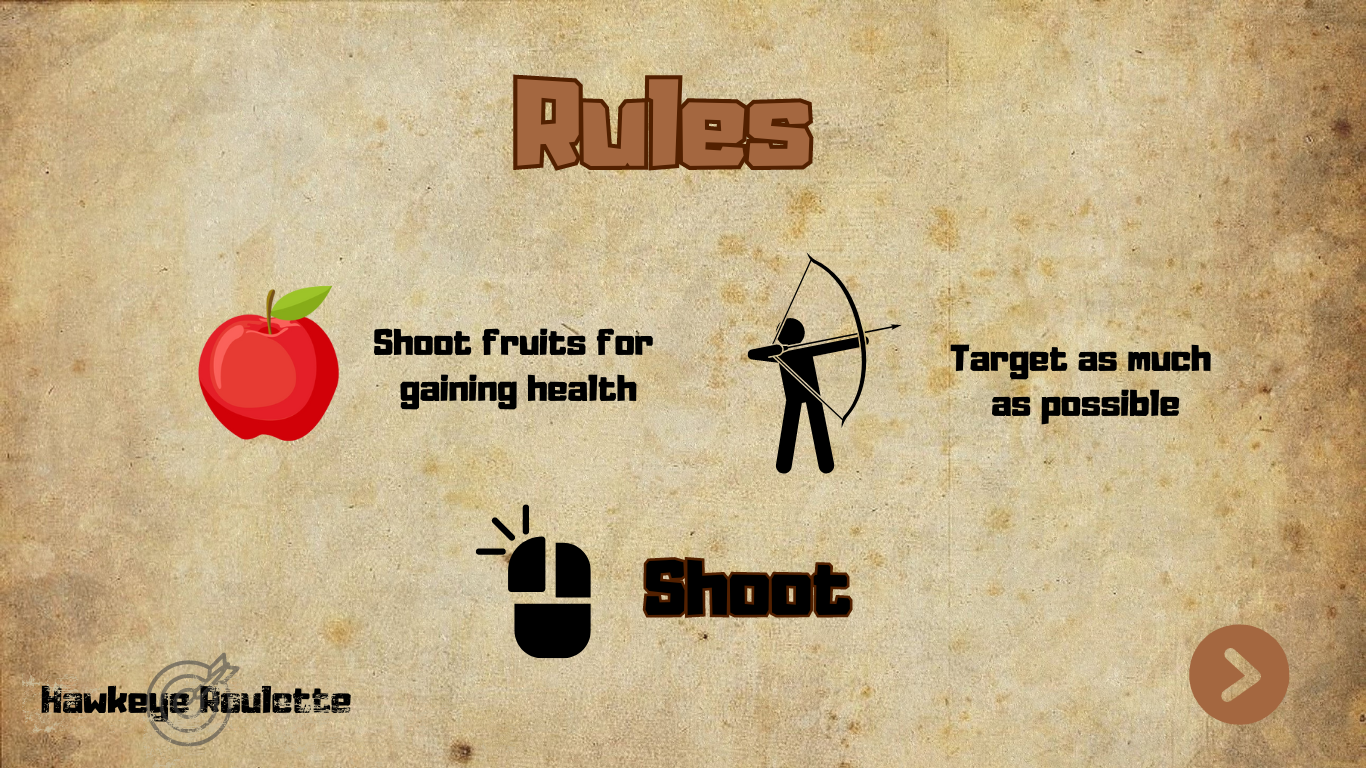 Rules
Shoot fruits for
gaining health
Target as much
as possible
Shoot
Hawkeye Roulette